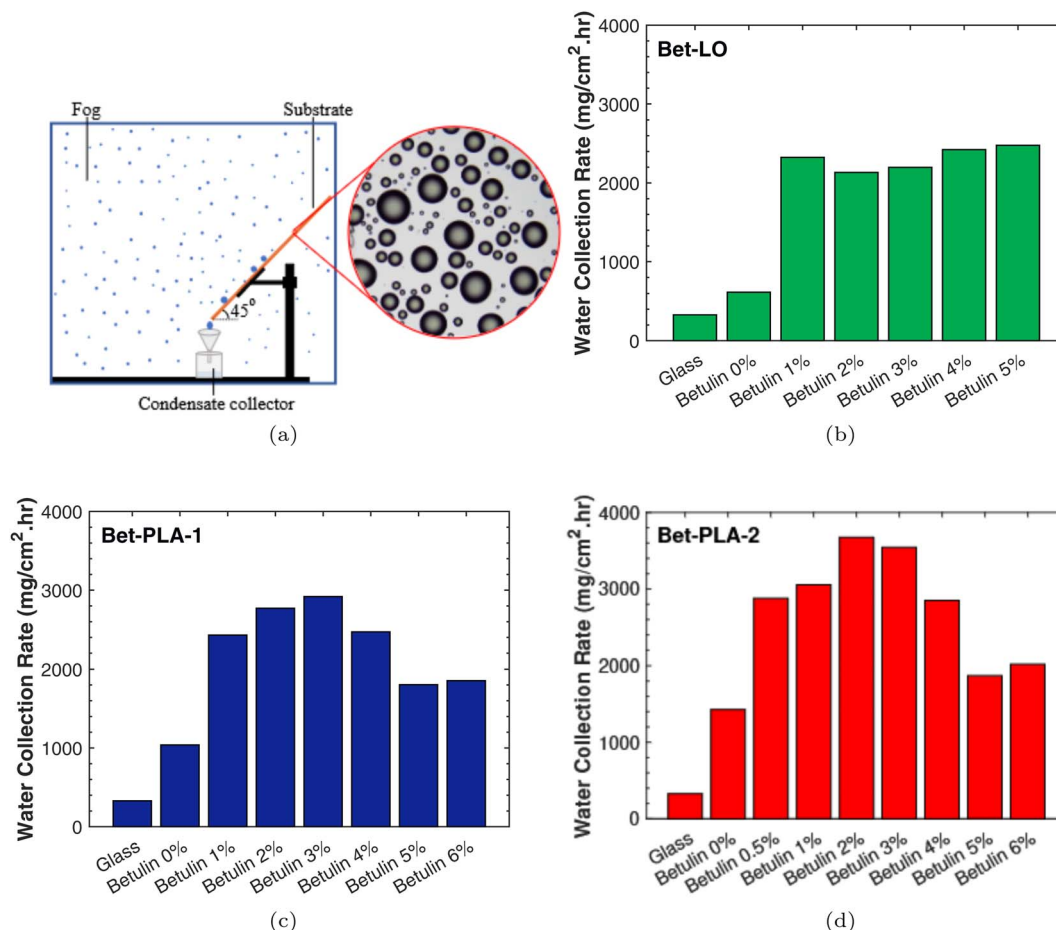 Fog
Substrate
45°
Condensate collector
(a)
Bet-LO
Water Collection Rate (mg/cm².hr)
4000
3000
2000
1000
0
Glass
Betulin 0%
Betulin 1%
Betulin 2%
Betulin 3%
Betulin 4%
Betulin 5%
(b)
Bet-PLA-1
Water Collection Rate (mg/cm².hr)
4000
3000
2000
1000
0
Glass
Betulin 0%
Betulin 1%
Betulin 2%
Betulin 3%
Betulin 4%
Betulin 5%
Betulin 6%
(c)
Bet-PLA-2
Water Collection Rate (mg/cm².hr)
4000
3000
2000
1000
0
Glass
Betulin 0%
Betulin 0.5%
Betulin 1%
Betulin 2%
Betulin 3%
Betulin 4%
Betulin 5%
Betulin 6%
(d)